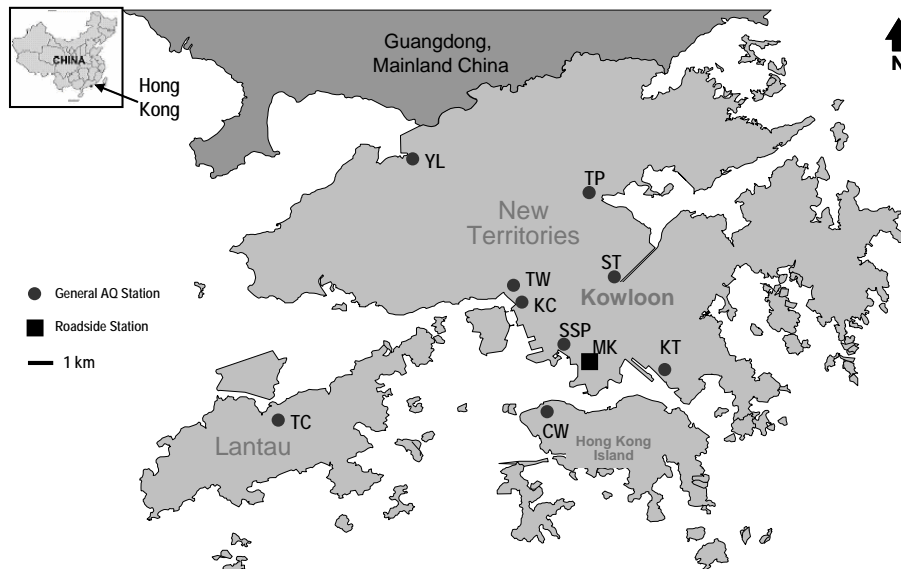 CHINA
Hong
Kong
Guangdong,
Mainland China
N
YL
TP
New
Territories
ST
TW
Kowloon
KC
General AQ Station
Roadside Station
1 km
SSP
MK
KT
TC
CW
Lantau
Hong Kong
Island